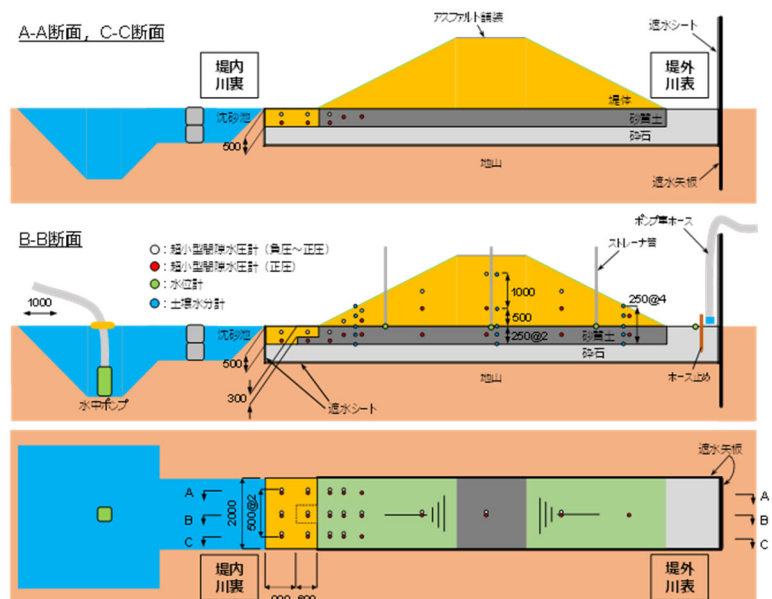 A-A断面，C-C断面
アスファルト舗装
遮水シート
堤内
川裏
堤外
川表
堤体
沈砂池
砂質土
砕石
500
地山
遮水矢板
B-B断面
○：超小型間隙水圧計（負圧～正圧）
●：超小型間隙水圧計（正圧）
●：水位計
●：土壌水分計
ストレーナ管
ポンプ車ホース
1000
1000
500
250@2
250@4
沈砂池
砂質土
砕石
500
300
水中ポンプ
遮水シート
地山
ホース止め
遮水矢板
A
B
C
2000
500@2
A
B
C
堤内
川裏
堤外
川表